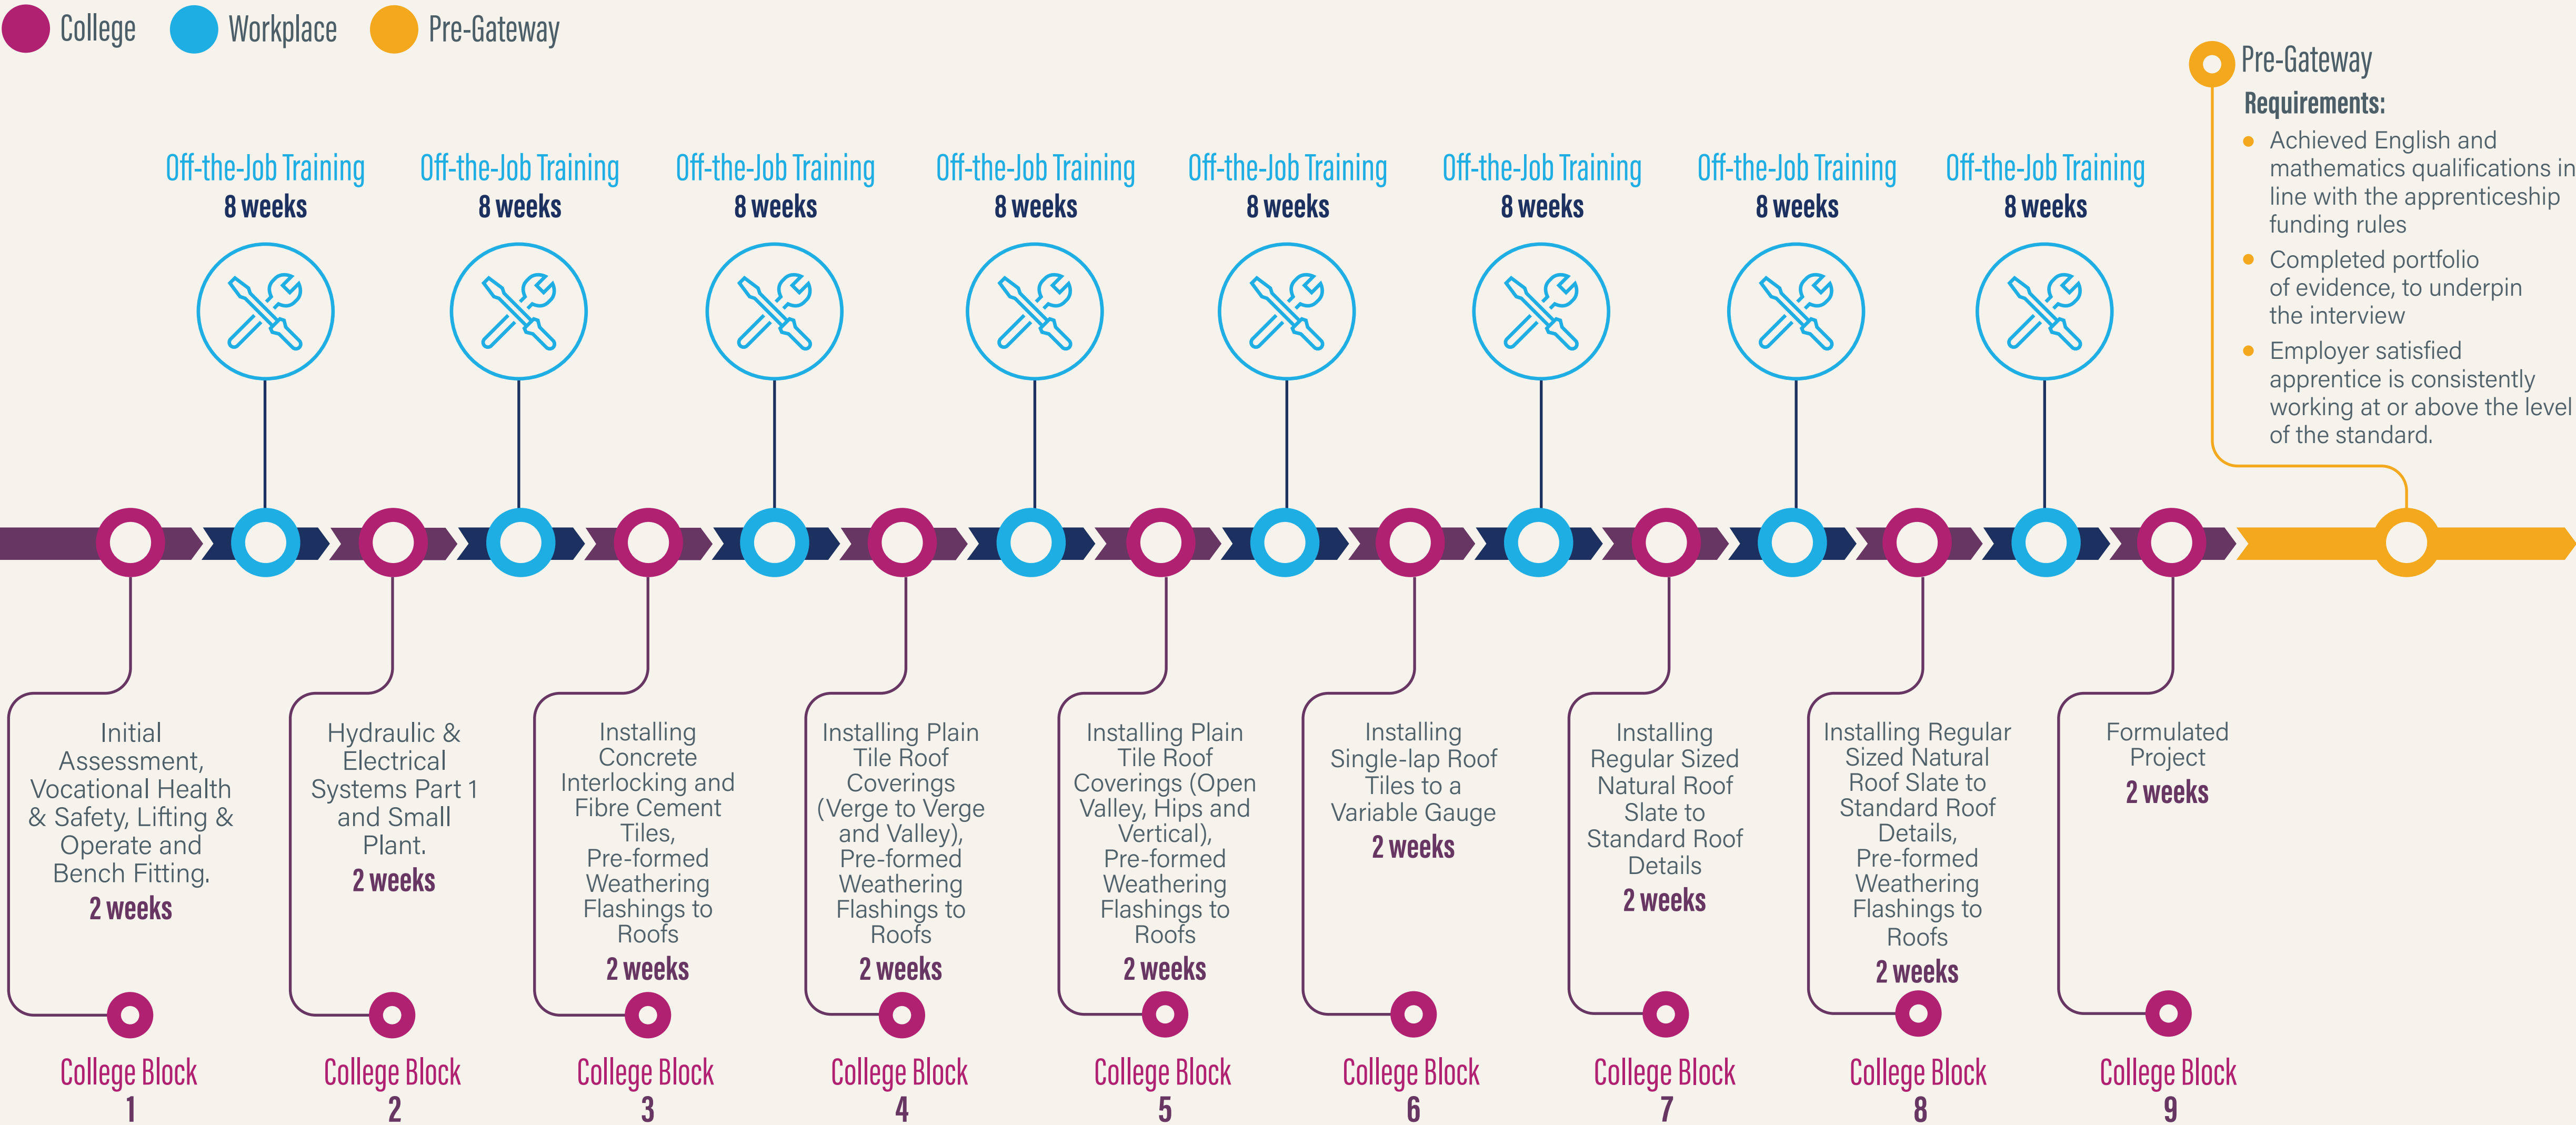 College
Workplace
Pre-Gateway
Pre-Gateway
Requirements:
Achieved English and
mathematics qualifications in
line with the apprenticeship
funding rules
Completed portfolio
of evidence, to underpin
the interview
Employer satisfied
apprentice is consistently
working at or above the level
of the standard.
Off-the-Job Training
8 weeks
Off-the-Job Training
8 weeks
Off-the-Job Training
8 weeks
Off-the-Job Training
8 weeks
Off-the-Job Training
8 weeks
Off-the-Job Training
8 weeks
Off-the-Job Training
8 weeks
Off-the-Job Training
8 weeks
Initial
Assessment,
Vocational Health
& Safety, Lifting &
Operate and
Bench Fitting.
2 weeks
College Block
1
Hydraulic &
Electrical
Systems Part 1
and Small
Plant.
2 weeks
College Block
2
Installing
Concrete
Interlocking and
Fibre Cement
Tiles,
Pre-formed
Weathering
Flashings to
Roofs
2 weeks
College Block
3
Installing Plain
Tile Roof
Coverings
(Verge to Verge
and Valley),
Pre-formed
Weathering
Flashings to
Roofs
2 weeks
College Block
4
Installing Plain
Tile Roof
Coverings (Open
Valley, Hips and
Vertical),
Pre-formed
Weathering
Flashings to
Roofs
2 weeks
College Block
5
Installing
Single-lap Roof
Tiles to a
Variable Gauge
2 weeks
College Block
6
Installing
Regular Sized
Natural Roof
Slate to
Standard Roof
Details
2 weeks
College Block
7
Installing Regular
Sized Natural
Roof Slate to
Standard Roof
Details,
Pre-formed
Weathering
Flashings to
Roofs
2 weeks
College Block
8
Formulated
Project
2 weeks
College Block
9